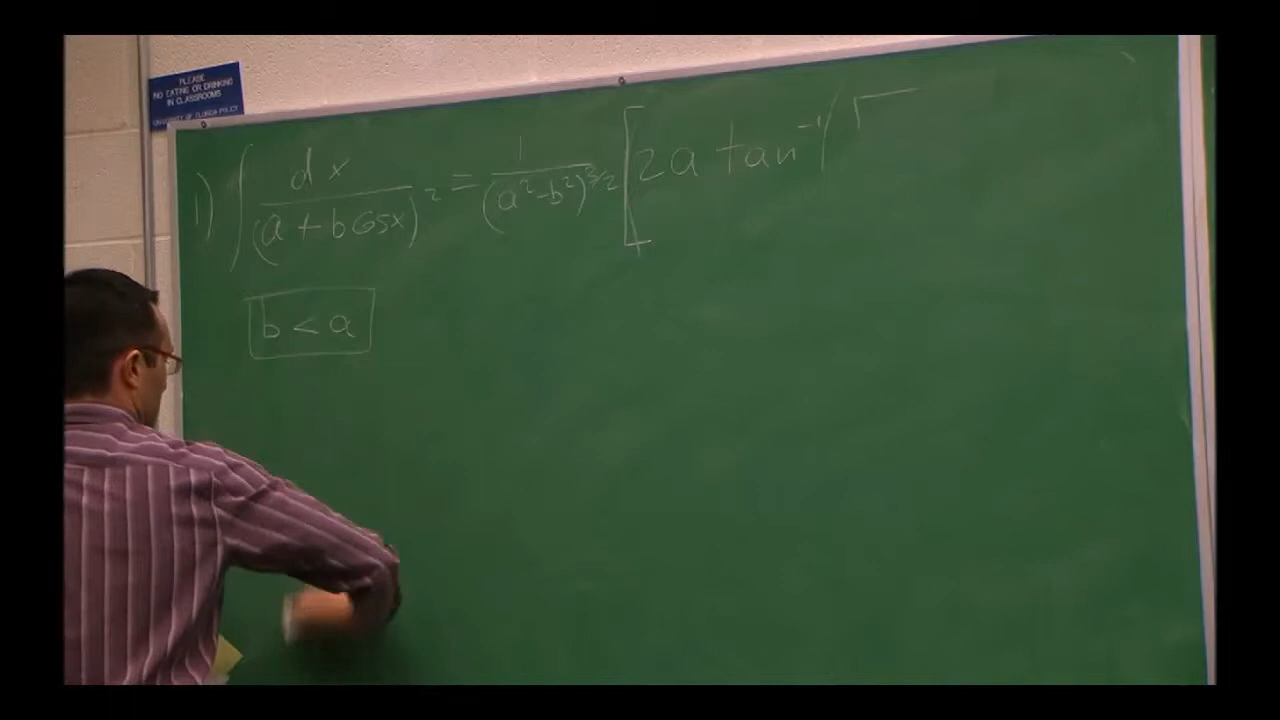 PLEASE
NO EATING OR DRINKING
IN CLASSROOMS
UNIVERSITY OF FLORIDA POLICY
1) ∫ dx / (a + b cos x)² = 1 / (a² - b²)^{3/2} [ 2a tan⁻¹ ( √
b < a